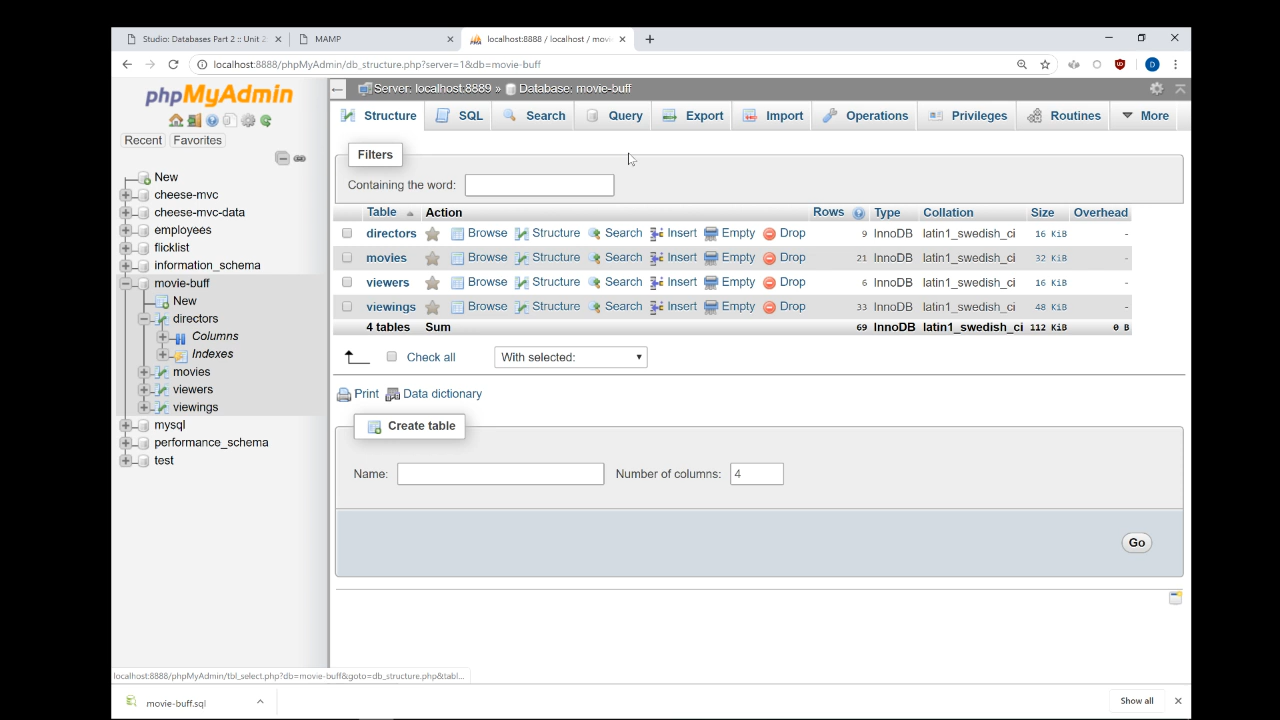 Studio: Databases Part 2 :: Unit 2
MAMP
localhost:8888 / localhost / movi
localhost:8888/phpMyAdmin/db_structure.php?server=1&db=movie-buff
phpMyAdmin
Recent Favorites
New
cheese-mvc
cheese-mvc-data
employees
flicklist
information_schema
movie-buff
New
directors
Columns
Indexes
movies
viewers
viewings
mysql
performance_schema
test
Server: localhost:8889 » Database: movie-buff
Structure SQL Search Query Export Import Operations Privileges Routines More
Filters
Containing the word:
Table Action Rows Type Collation Size Overhead
directors Browse Structure Search Insert Empty Drop 9 InnoDB latin1_swedish_ci 16 KiB -
movies Browse Structure Search Insert Empty Drop 21 InnoDB latin1_swedish_ci 32 KiB -
viewers Browse Structure Search Insert Empty Drop 6 InnoDB latin1_swedish_ci 16 KiB -
viewings Browse Structure Search Insert Empty Drop 33 InnoDB latin1_swedish_ci 48 KiB -
4 tables Sum 69 InnoDB latin1_swedish_ci 112 KiB 0 B
Check all With selected:
Print Data dictionary
Create table
Name: Number of columns: 4
Go
localhost:8888/phpMyAdmin/tbl_select.php?db=movie-buff&goto=db_structure.php&tabl...
movie-buff.sql
Show all